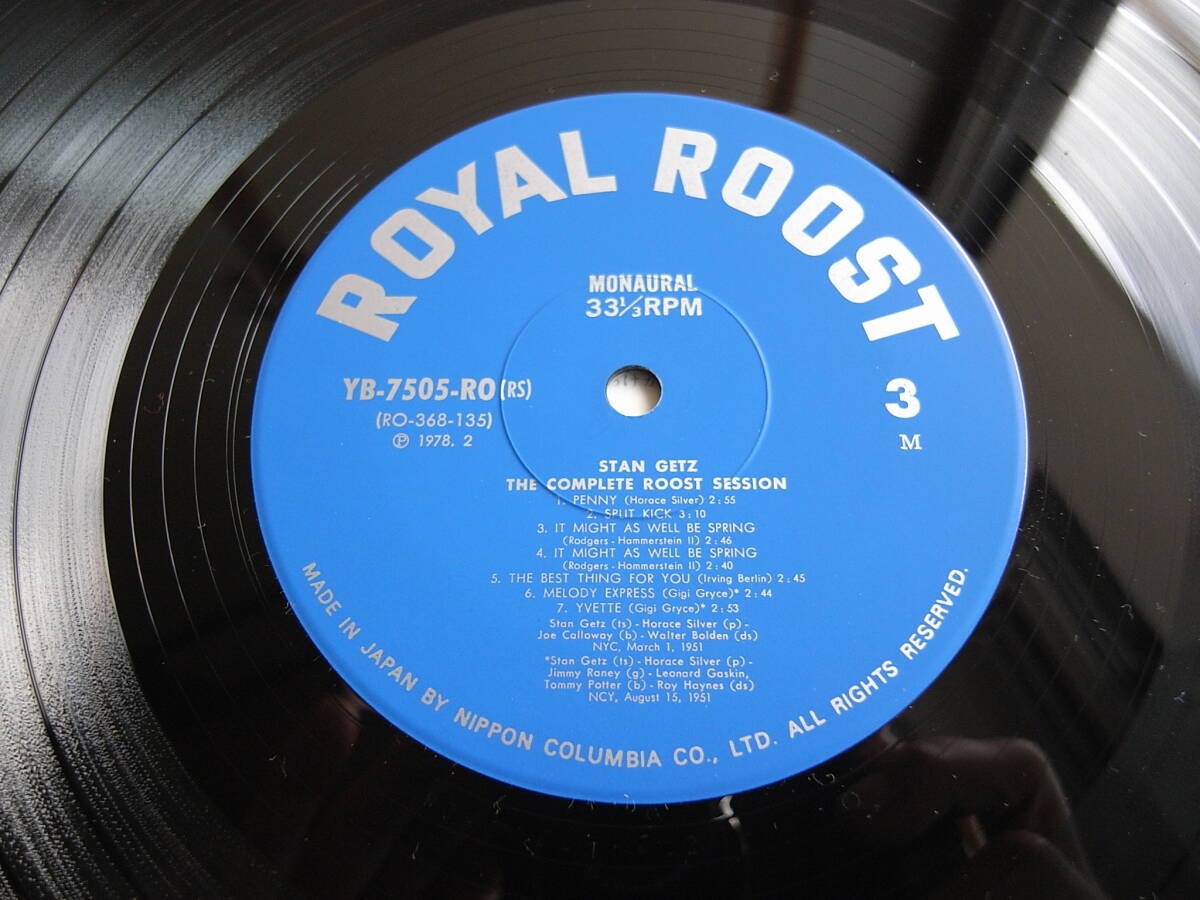 ROYAL ROOST
MONAURAL
33 1/3 RPM
YB-7505-RO (RS)
(RO-368-135)
Ⓟ 1978. 2
3
M
STAN GETZ
THE COMPLETE ROOST SESSION
1. PENNY (Horace Silver) 2:55
2. SPLIT KICK 3:10
3. IT MIGHT AS WELL BE SPRING
(Rodgers - Hommerstein II) 2:46
4. IT MIGHT AS WELL BE SPRING
(Rodgers - Hommerstein II) 2:40
5. THE BEST THING FOR YOU (Irving Berlin) 2:45
6. MELODY EXPRESS (Gigi Gryce)* 2:44
7. YVETTE (Gigi Gryce)* 2:53
Stan Getz (ts) - Horace Silver (p) -
Joe Calloway (b) - Walter Bolden (ds)
NYC, March 1, 1951
*Stan Getz (ts) - Horace Silver (p) -
Jimmy Raney (g) - Leonard Gaskin,
Tommy Potter (b) - Roy Haynes (ds)
NCY, August 15, 1951
MADE IN JAPAN BY NIPPON COLUMBIA CO., LTD. ALL RIGHTS RESERVED.